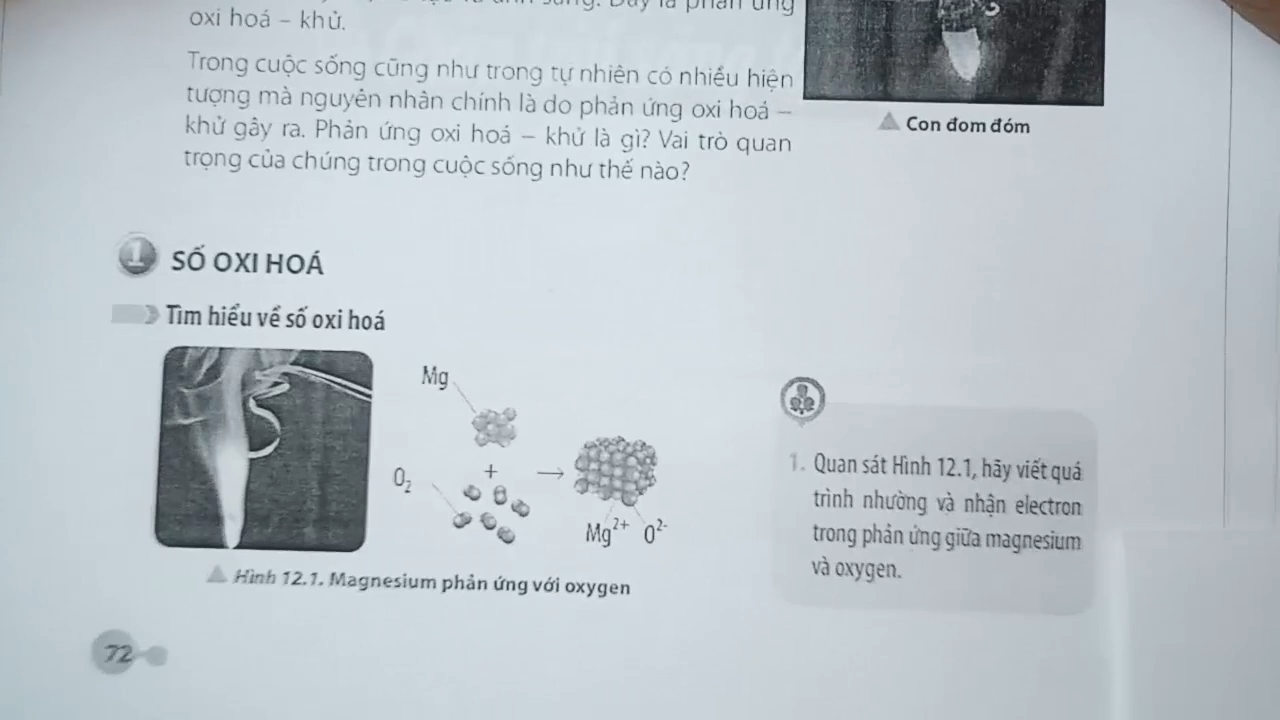 là phản ứng
oxi hoá – khử.
Trong cuộc sống cũng như trong tự nhiên có nhiều hiện
tượng mà nguyên nhân chính là do phản ứng oxi hoá –
khử gây ra. Phản ứng oxi hoá – khử là gì? Vai trò quan
trọng của chúng trong cuộc sống như thế nào?
Con đom đóm
1 SỐ OXI HOÁ
Tìm hiểu về số oxi hoá
Mg
O₂
+
→
Mg²⁺ O²⁻
Hình 12.1. Magnesium phản ứng với oxygen
1. Quan sát Hình 12.1, hãy viết quá
trình nhường và nhận electron
trong phản ứng giữa magnesium
và oxygen.
72